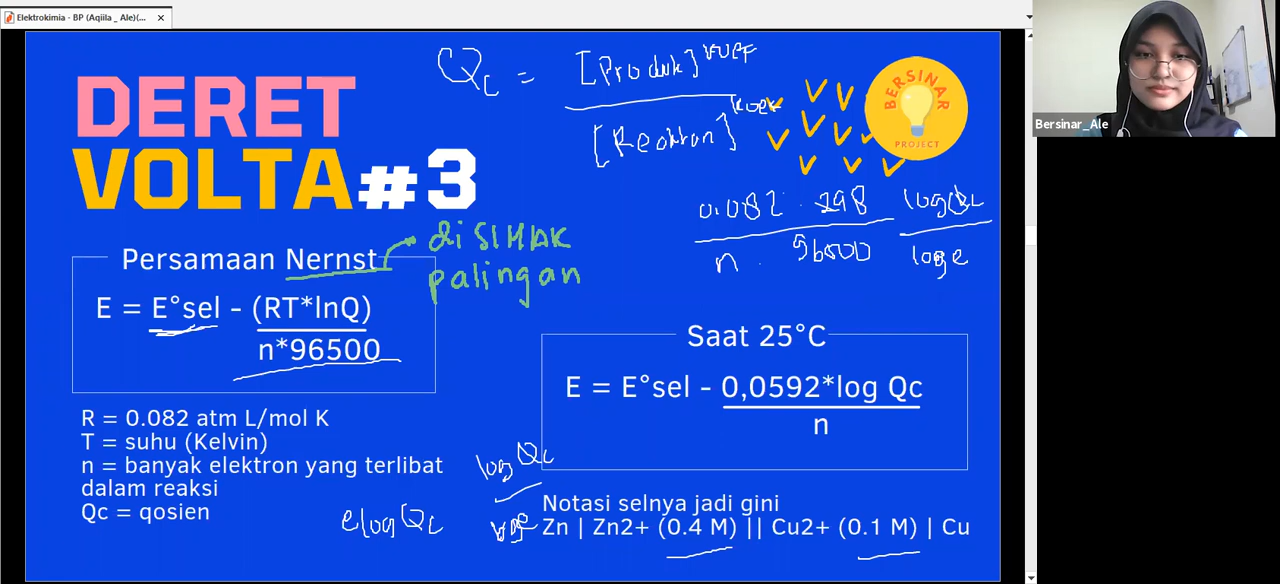 Elektrokimia - BP (Aqiila _ Ale)(...
Bersinar_Ale
DERET
VOLTA#3
Qc = [Produk]
[Reaktan]
BERSINAR
PROJECT
0.082 . 298 log Qc
n . 96500 log e
di SIMAK
palingan
Persamaan Nernst
E = E°sel - (RT*lnQ)
n*96500
Saat 25°C
E = E°sel - 0,0592*log Qc
n
R = 0.082 atm L/mol K
T = suhu (Kelvin)
n = banyak elektron yang terlibat
dalam reaksi
Qc = qosien
e log Qc
log Qc
Notasi selnya jadi gini
Zn | Zn2+ (0.4 M) || Cu2+ (0.1 M) | Cu